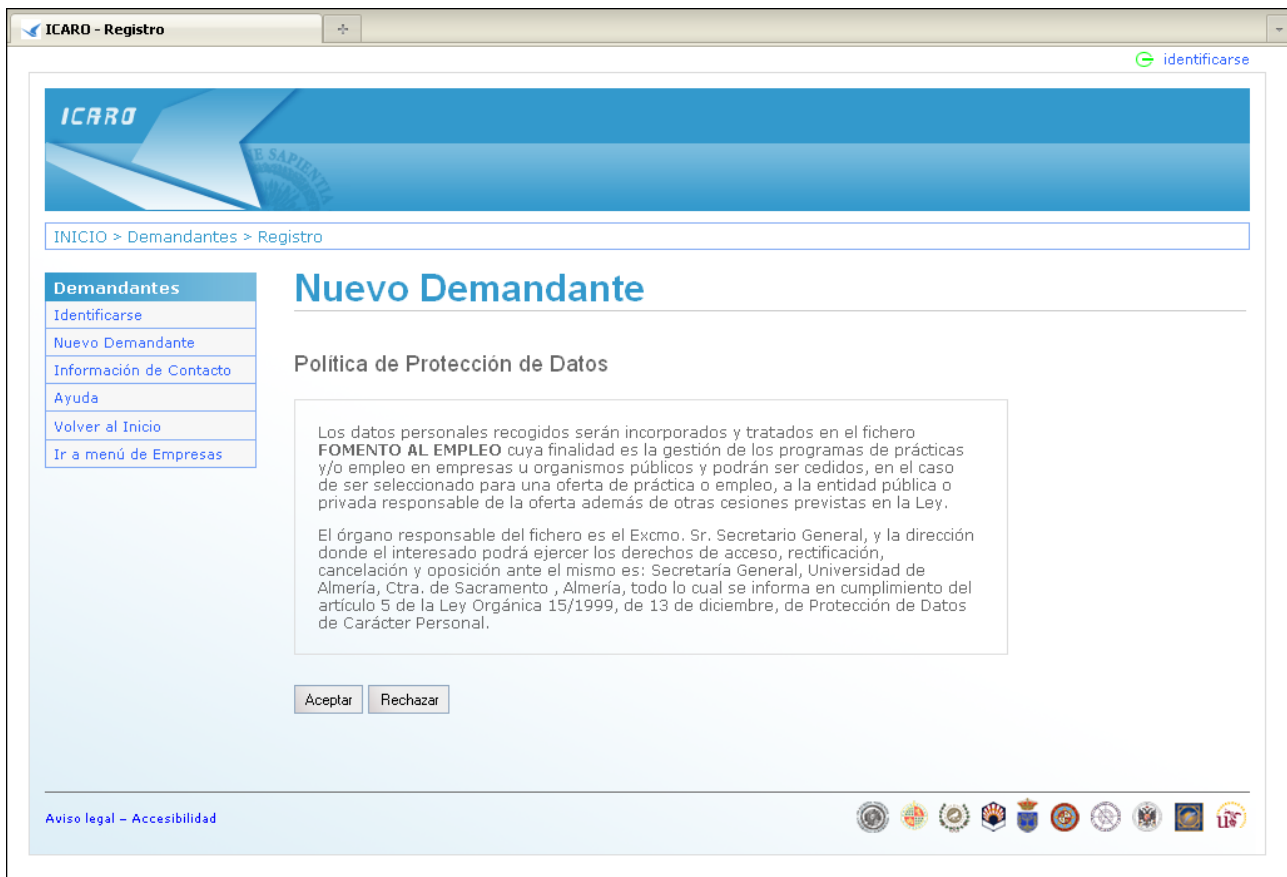 ICARO - Registro
identificarse
ICARO
E SAPIENTIA
INICIO > Demandantes > Registro
Demandantes
Identificarse
Nuevo Demandante
Información de Contacto
Ayuda
Volver al Inicio
Ir a menú de Empresas
Nuevo Demandante
Política de Protección de Datos
Los datos personales recogidos serán incorporados y tratados en el fichero
FOMENTO AL EMPLEO cuya finalidad es la gestión de los programas de prácticas
y/o empleo en empresas u organismos públicos y podrán ser cedidos, en el caso
de ser seleccionado para una oferta de práctica o empleo, a la entidad pública o
privada responsable de la oferta además de otras cesiones previstas en la Ley.
El órgano responsable del fichero es el Excmo. Sr. Secretario General, y la dirección
donde el interesado podrá ejercer los derechos de acceso, rectificación,
cancelación y oposición ante el mismo es: Secretaría General, Universidad de
Almería, Ctra. de Sacramento , Almería, todo lo cual se informa en cumplimiento del
artículo 5 de la Ley Orgánica 15/1999, de 13 de diciembre, de Protección de Datos
de Carácter Personal.
Aceptar
Rechazar
Aviso legal – Accesibilidad